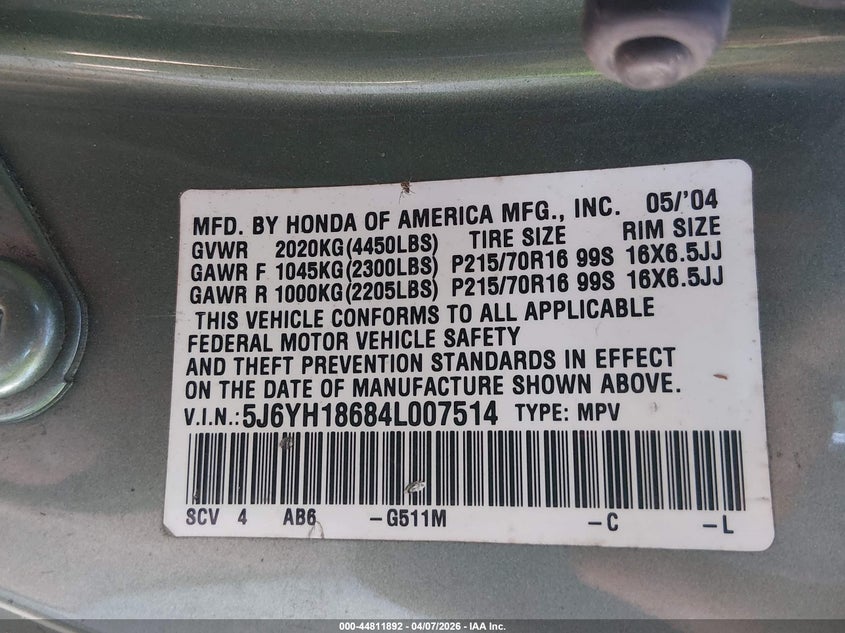 MFD. BY HONDA OF AMERICA MFG., INC. 05/'04
GVWR 2020KG(4450LBS) TIRE SIZE RIM SIZE
GAWR F 1045KG(2300LBS) P215/70R16 99S 16X6.5JJ
GAWR R 1000KG(2205LBS) P215/70R16 99S 16X6.5JJ
THIS VEHICLE CONFORMS TO ALL APPLICABLE
FEDERAL MOTOR VEHICLE SAFETY
AND THEFT PREVENTION STANDARDS IN EFFECT
ON THE DATE OF MANUFACTURE SHOWN ABOVE.
V.I.N.:5J6YH18684L007514 TYPE: MPV
SCV 4 AB6 -G511M -C -L
000-44811892 | 04/07/2026 | IAA Inc.